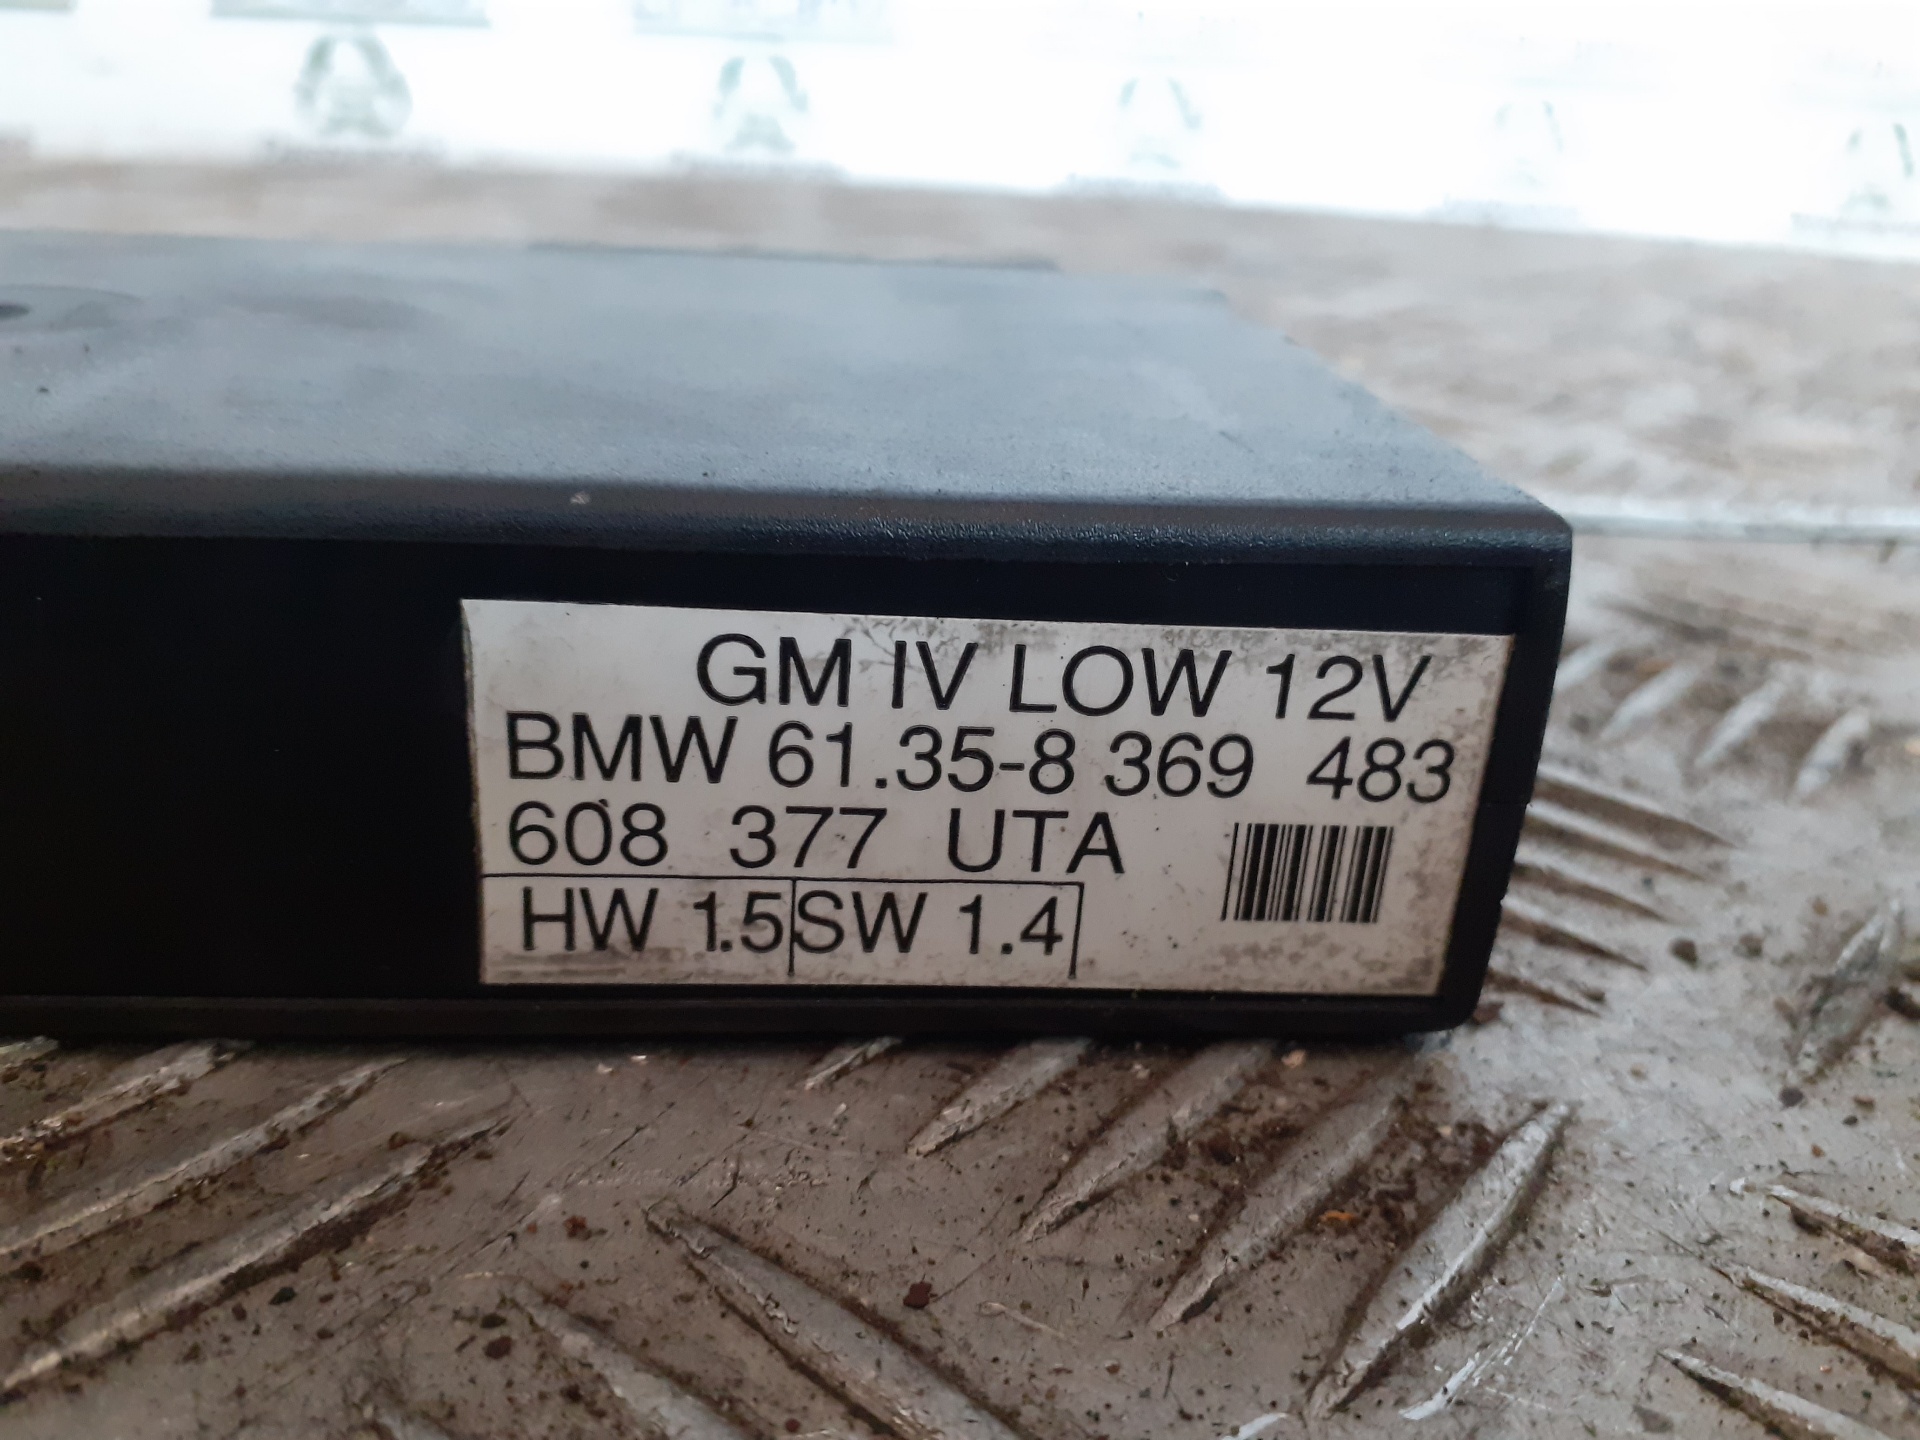 GM IV LOW 12V
BMW 61.35-8 369 483
608 377 UTA
HW 1.5 SW 1.4